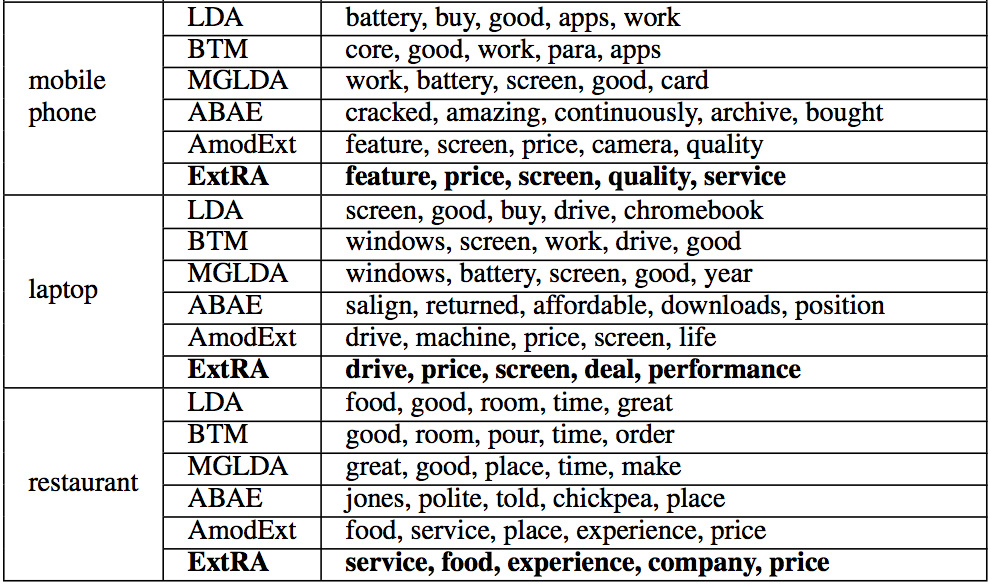 mobile phone
LDA battery, buy, good, apps, work
BTM core, good, work, para, apps
MGLDA work, battery, screen, good, card
ABAE cracked, amazing, continuously, archive, bought
AmodExt feature, screen, price, camera, quality
ExtRA feature, price, screen, quality, service
laptop
LDA screen, good, buy, drive, chromebook
BTM windows, screen, work, drive, good
MGLDA windows, battery, screen, good, year
ABAE salign, returned, affordable, downloads, position
AmodExt drive, machine, price, screen, life
ExtRA drive, price, screen, deal, performance
restaurant
LDA food, good, room, time, great
BTM good, room, pour, time, order
MGLDA great, good, place, time, make
ABAE jones, polite, told, chickpea, place
AmodExt food, service, place, experience, price
ExtRA service, food, experience, company, price